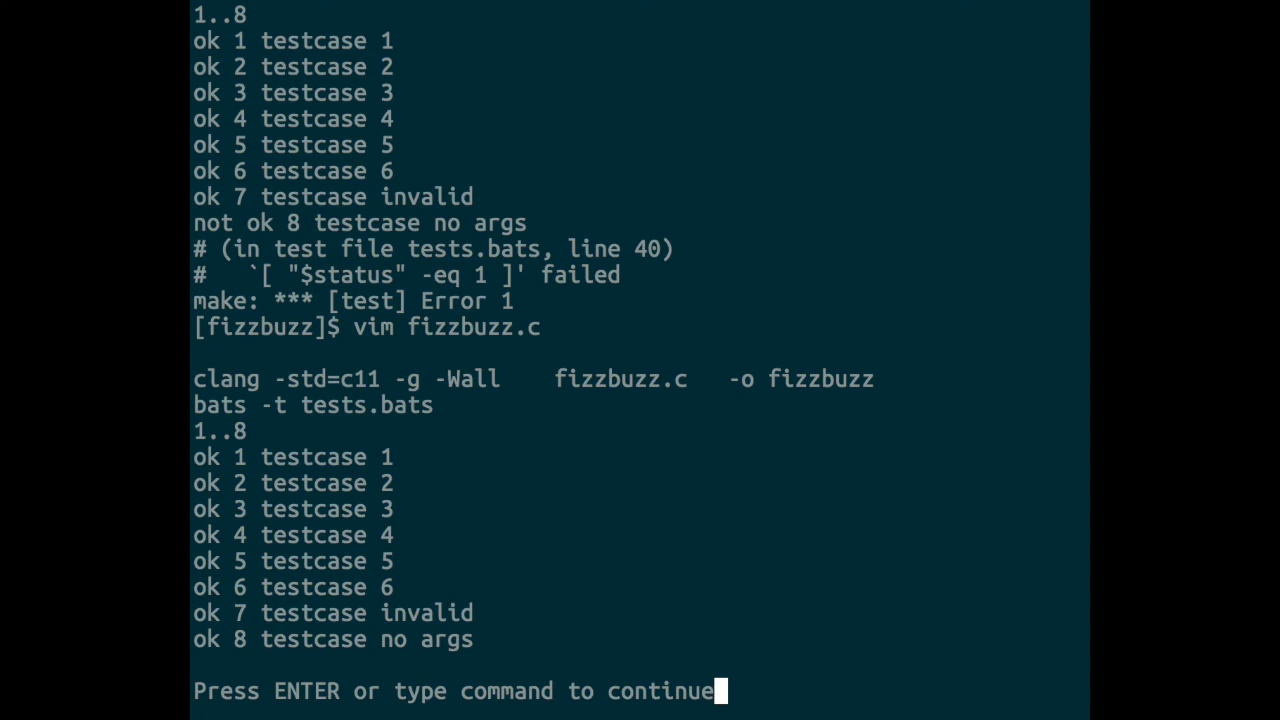 1..8
ok 1 testcase 1
ok 2 testcase 2
ok 3 testcase 3
ok 4 testcase 4
ok 5 testcase 5
ok 6 testcase 6
ok 7 testcase invalid
not ok 8 testcase no args
# (in test file tests.bats, line 40)
#   `[ "$status" -eq 1 ]' failed
make: *** [test] Error 1
[fizzbuzz]$ vim fizzbuzz.c
clang -std=c11 -g -Wall    fizzbuzz.c   -o fizzbuzz
bats -t tests.bats
1..8
ok 1 testcase 1
ok 2 testcase 2
ok 3 testcase 3
ok 4 testcase 4
ok 5 testcase 5
ok 6 testcase 6
ok 7 testcase invalid
ok 8 testcase no args
Press ENTER or type command to continue